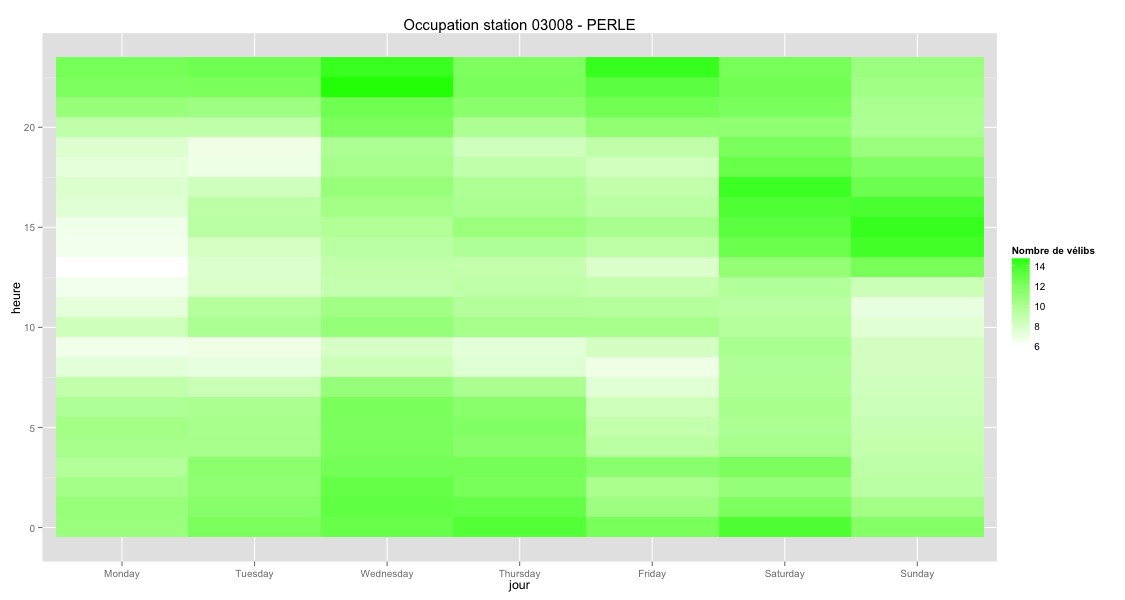 Occupation station 03008 - PERLE
heure
20
15
10
5
0
Monday Tuesday Wednesday Thursday Friday Saturday Sunday
jour
Nombre de vélibs
14
12
10
8
6